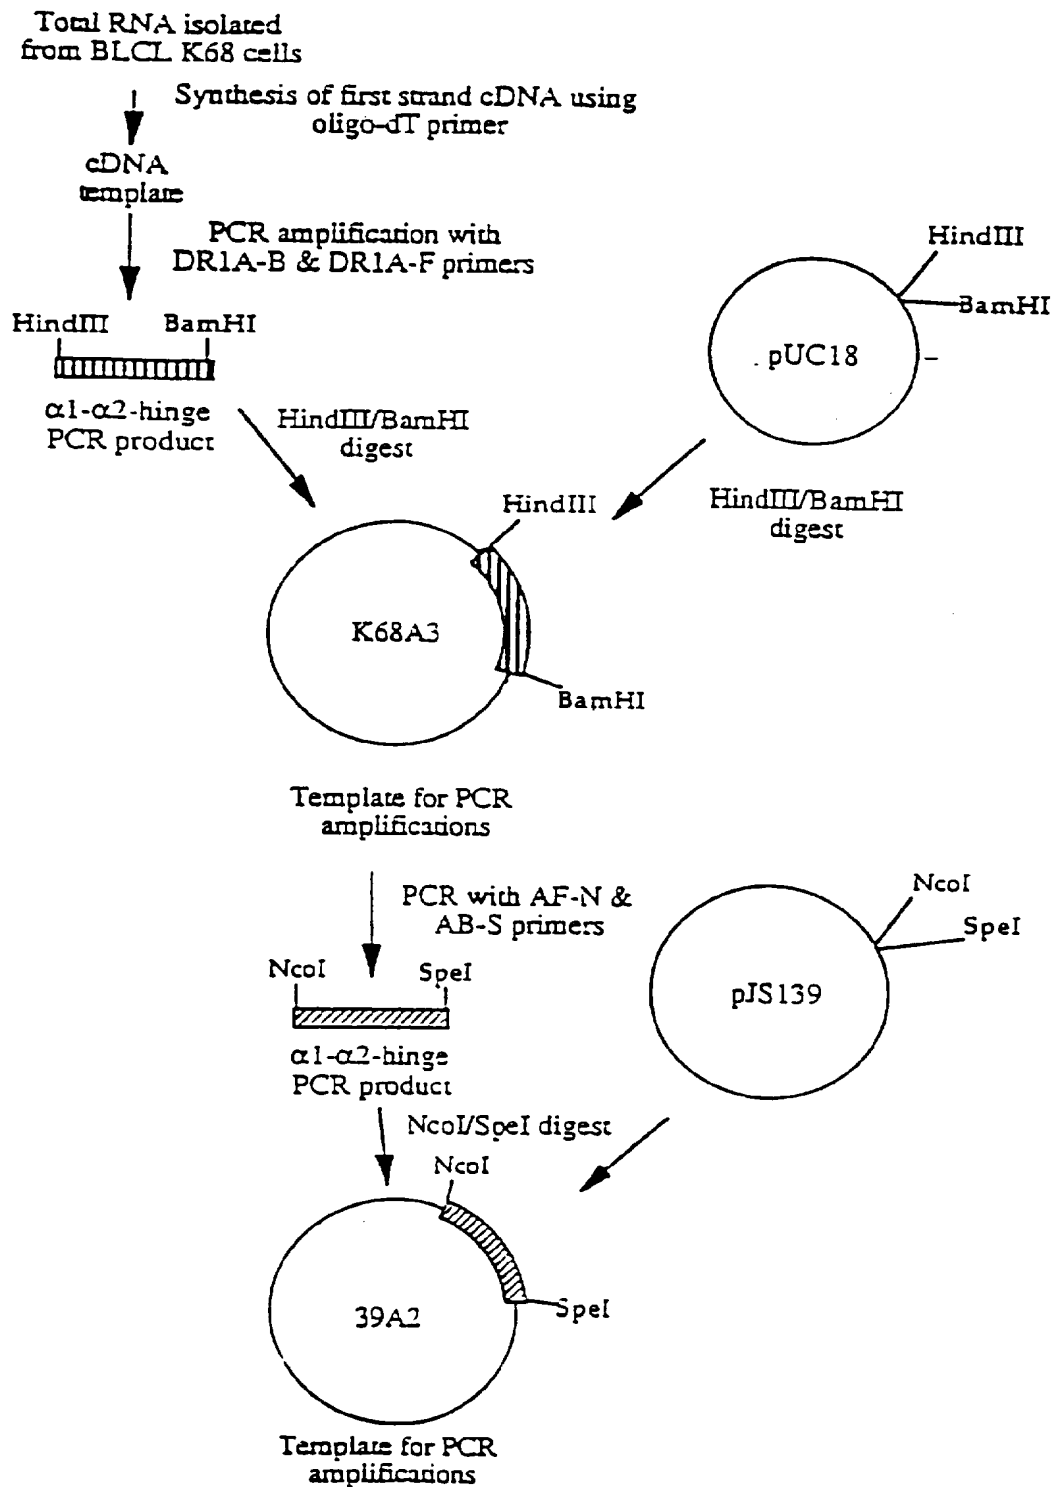 Total RNA isolated
from BLCL K68 cells
Synthesis of first strand cDNA using
oligo-dT primer
cDNA
template
PCR amplification with
DR1A-B & DR1A-F primers
HindIII BamHI
α1-α2-hinge
PCR product
HindIII/BamHI
digest
HindIII
BamHI
pUC18
HindIII/BamHI
digest
HindIII
K68A3
BamHI
Template for PCR
amplifications
PCR with AF-N &
AB-S primers
NcoI SpeI
α1-α2-hinge
PCR product
NcoI
SpeI
pJS139
NcoI/SpeI digest
NcoI
39A2
SpeI
Template for PCR
amplifications